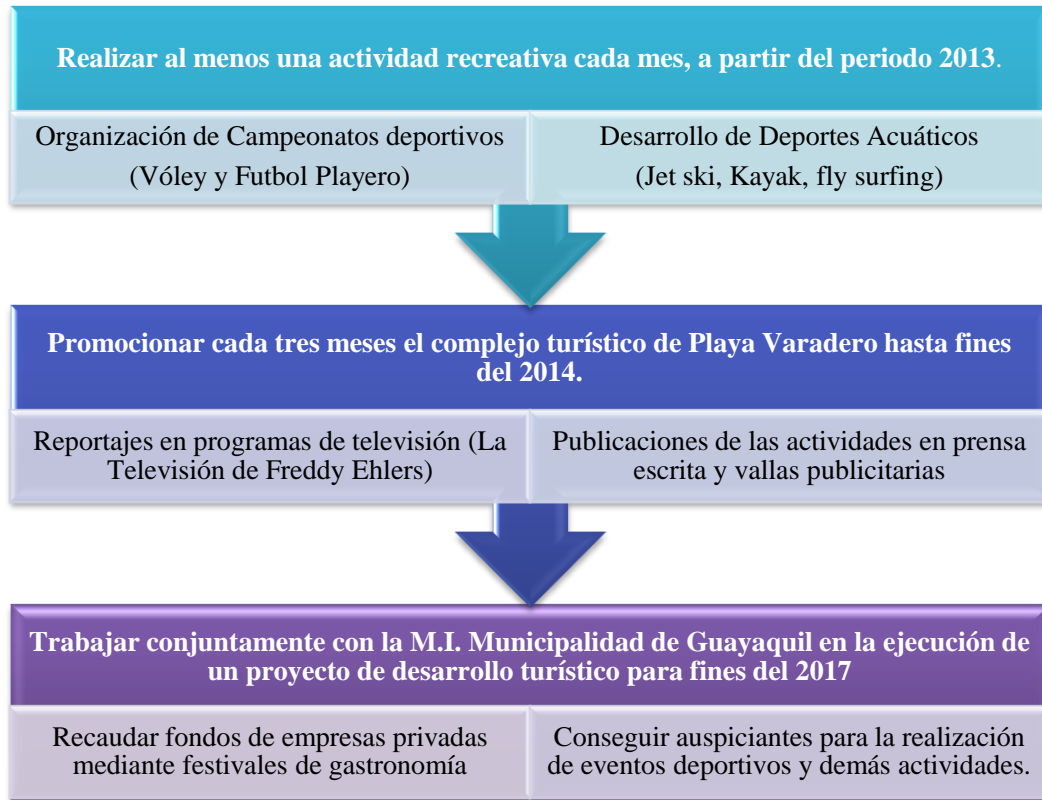 Realizar al menos una actividad recreativa cada mes, a partir del periodo 2013.
Organización de Campeonatos deportivos
(Vóley y Futbol Playero)
Desarrollo de Deportes Acuáticos
(Jet ski, Kayak, fly surfing)
Promocionar cada tres meses el complejo turístico de Playa Varadero hasta fines
del 2014.
Reportajes en programas de televisión (La
Televisión de Freddy Ehlers)
Publicaciones de las actividades en prensa
escrita y vallas publicitarias
Trabajar conjuntamente con la M.I. Municipalidad de Guayaquil en la ejecución de
un proyecto de desarrollo turístico para fines del 2017
Recaudar fondos de empresas privadas
mediante festivales de gastronomía
Conseguir auspiciantes para la realización
de eventos deportivos y demás actividades.